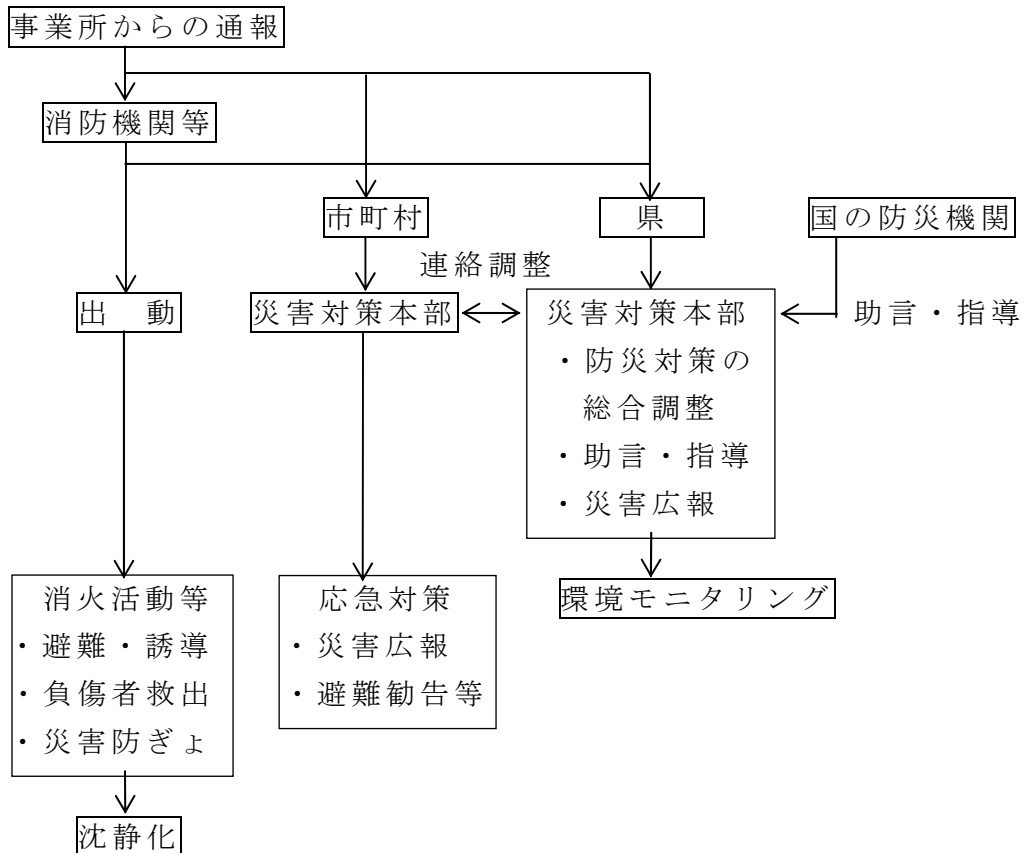 事業所からの通報
消防機関等
市町村
県
国の防災機関
連絡調整
出　動
災害対策本部
災害対策本部
・防災対策の
総合調整
・助言・指導
・災害広報
助言・指導
消火活動等
・避難・誘導
・負傷者救出
・災害防ぎょ
応急対策
・災害広報
・避難勧告等
環境モニタリング
沈静化